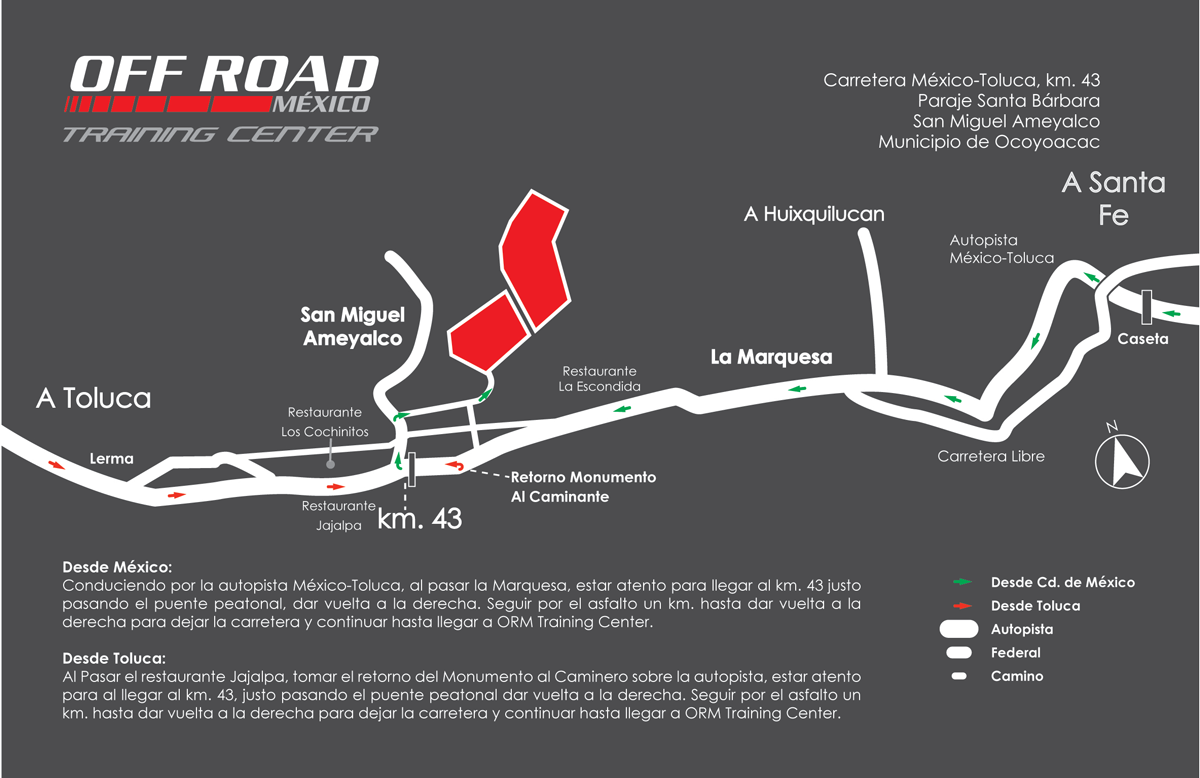 OFF ROAD
MÉXICO
TRAINING CENTER
Carretera México-Toluca, km. 43
Paraje Santa Bárbara
San Miguel Ameyalco
Municipio de Ocoyoacac
A Santa
Fe
A Huixquilucan
Autopista
México-Toluca
San Miguel
Ameyalco
Caseta
La Marquesa
Restaurante
La Escondida
A Toluca
Restaurante
Los Cochinitos
Lerma
N
Carretera Libre
Retorno Monumento
Al Caminante
Restaurante
Jajalpa
km. 43
Desde México:
Conduciendo por la autopista México-Toluca, al pasar la Marquesa, estar atento para llegar al km. 43 justo
pasando el puente peatonal, dar vuelta a la derecha. Seguir por el asfalto un km. hasta dar vuelta a la
derecha para dejar la carretera y continuar hasta llegar a ORM Training Center.
Desde Toluca:
Al Pasar el restaurante Jajalpa, tomar el retorno del Monumento al Caminero sobre la autopista, estar atento
para al llegar al km. 43, justo pasando el puente peatonal dar vuelta a la derecha. Seguir por el asfalto un
km. hasta dar vuelta a la derecha para dejar la carretera y continuar hasta llegar a ORM Training Center.
Desde Cd. de México
Desde Toluca
Autopista
Federal
Camino